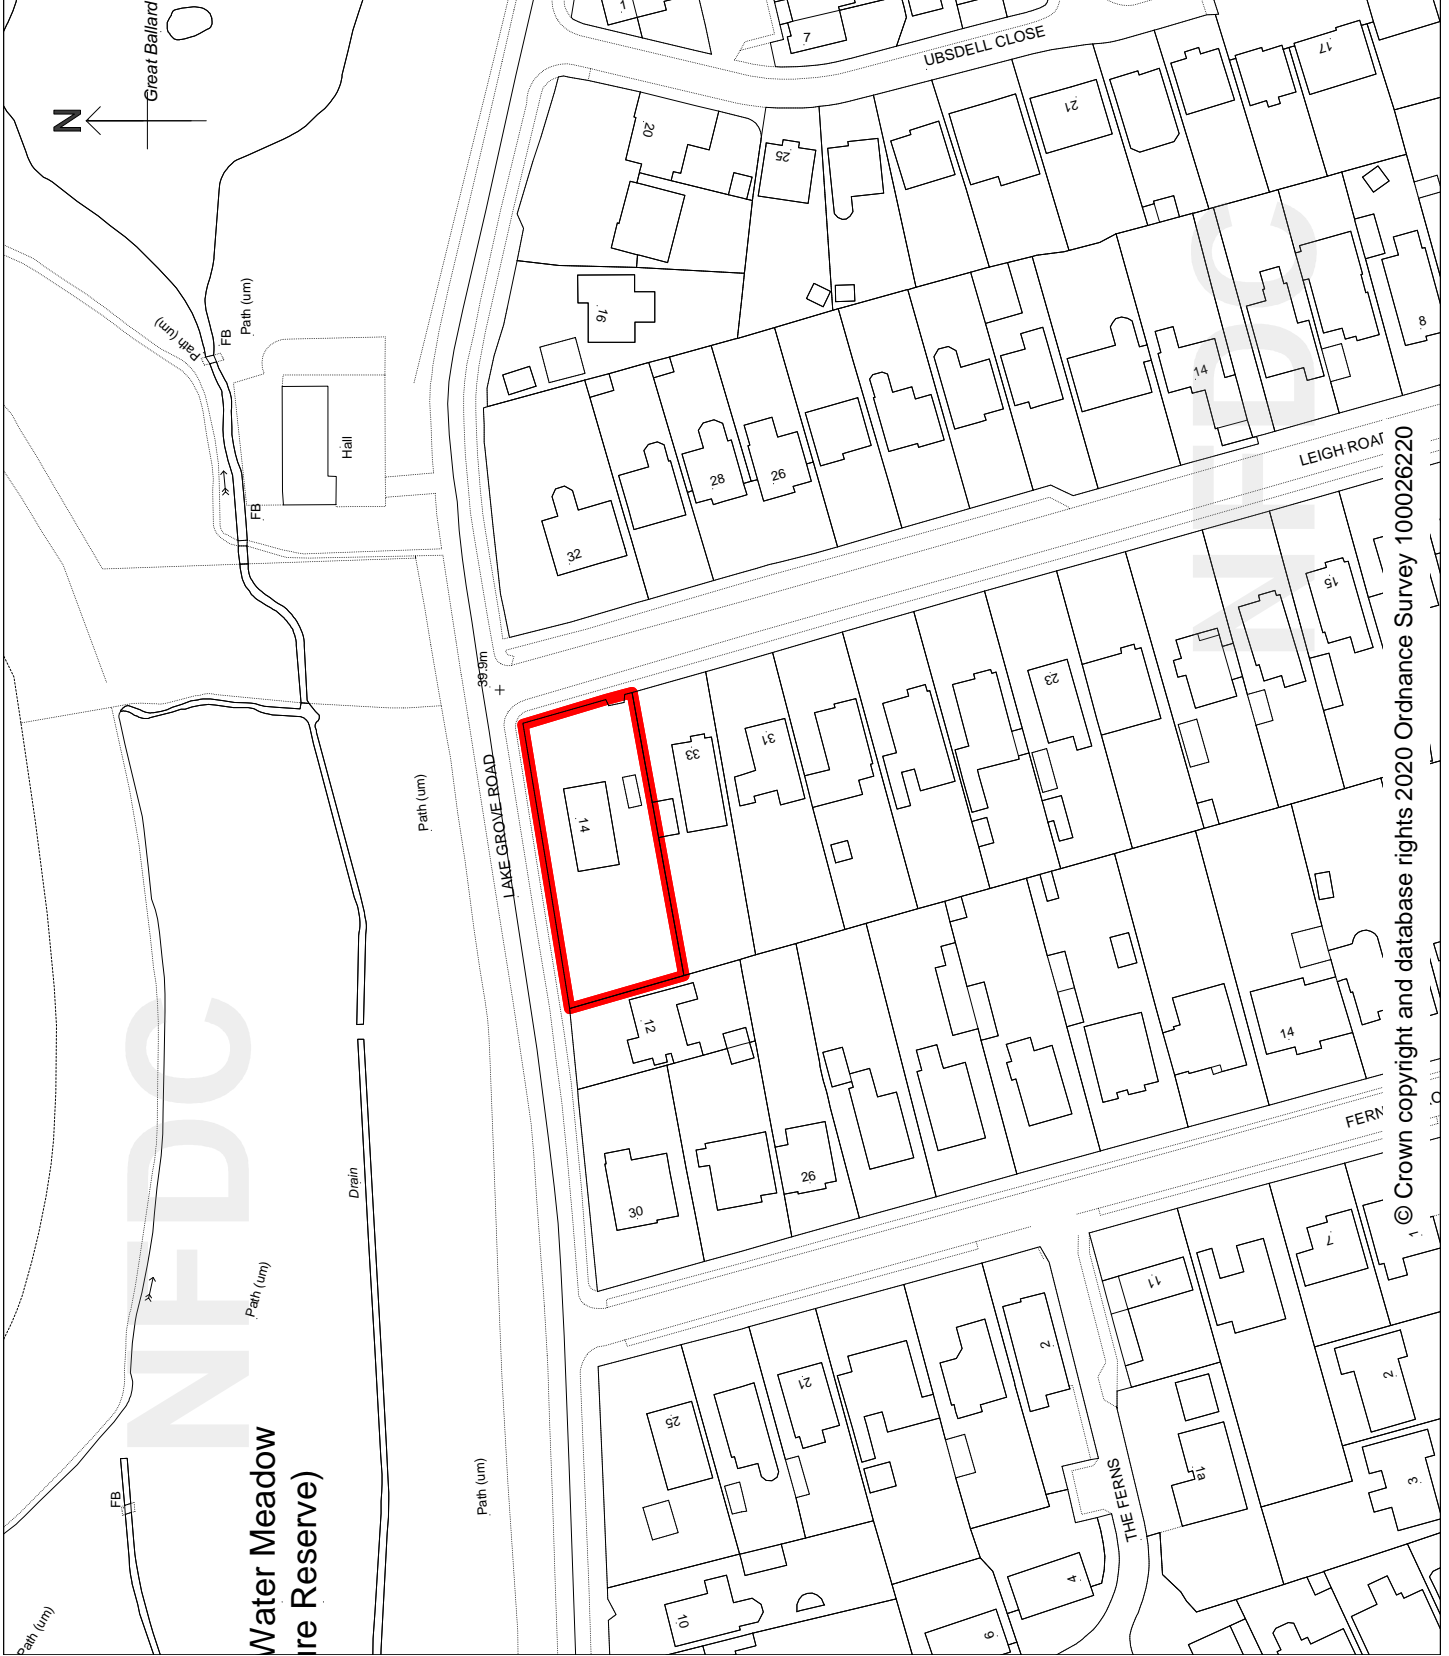 Great Ballard
N
1
7
UBSDELL CLOSE
17
20
25
21
Path (um)
FB
Path (um)
16
8
14
Hall
FB
LEIGH ROAD
28
26
32
NFDC
39.9m
15
23
33
31
Path (um)
LAKE GROVE ROAD
14
12
14
NFDC
Drain
26
30
FERN
O
Path (um)
11
7
1
2
21
25
2
Water Meadow
ure Reserve)
FB
Path (um)
THE FERNS
1a
3
4
6
10
Path (um)
© Crown copyright and database rights 2020 Ordnance Survey 100026220